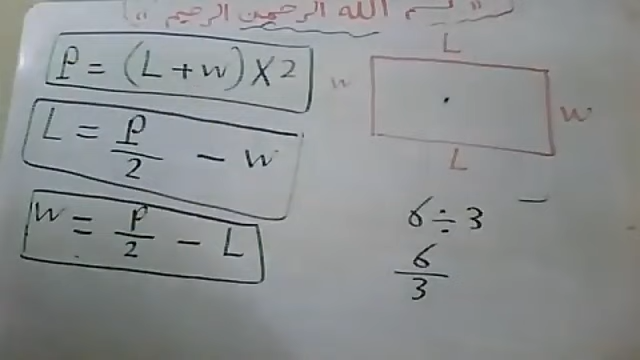 بسم الله الرحمن الرحيم
P = (L + w) × 2
L = P/2 - w
w = P/2 - L
L
w
w
L
6 ÷ 3 –
6/3